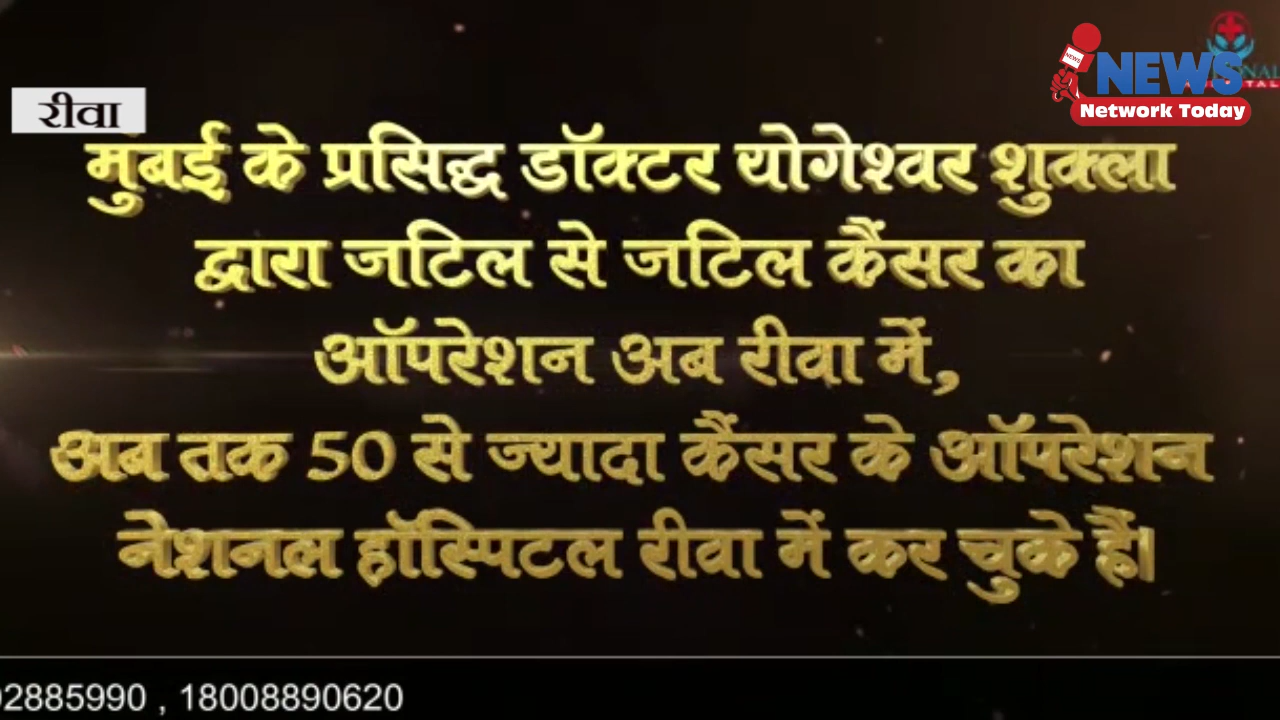 रीवा
NEWS
Network Today
मुंबई के प्रसिद्ध डॉक्टर योगेश्वर शुक्ला
द्वारा जटिल से जटिल कैंसर का
ऑपरेशन अब रीवा में,
अब तक 50 से ज्यादा कैंसर के ऑपरेशन
नेशनल हॉस्पिटल रीवा में कर चुके हैं।
02885990 , 18008890620